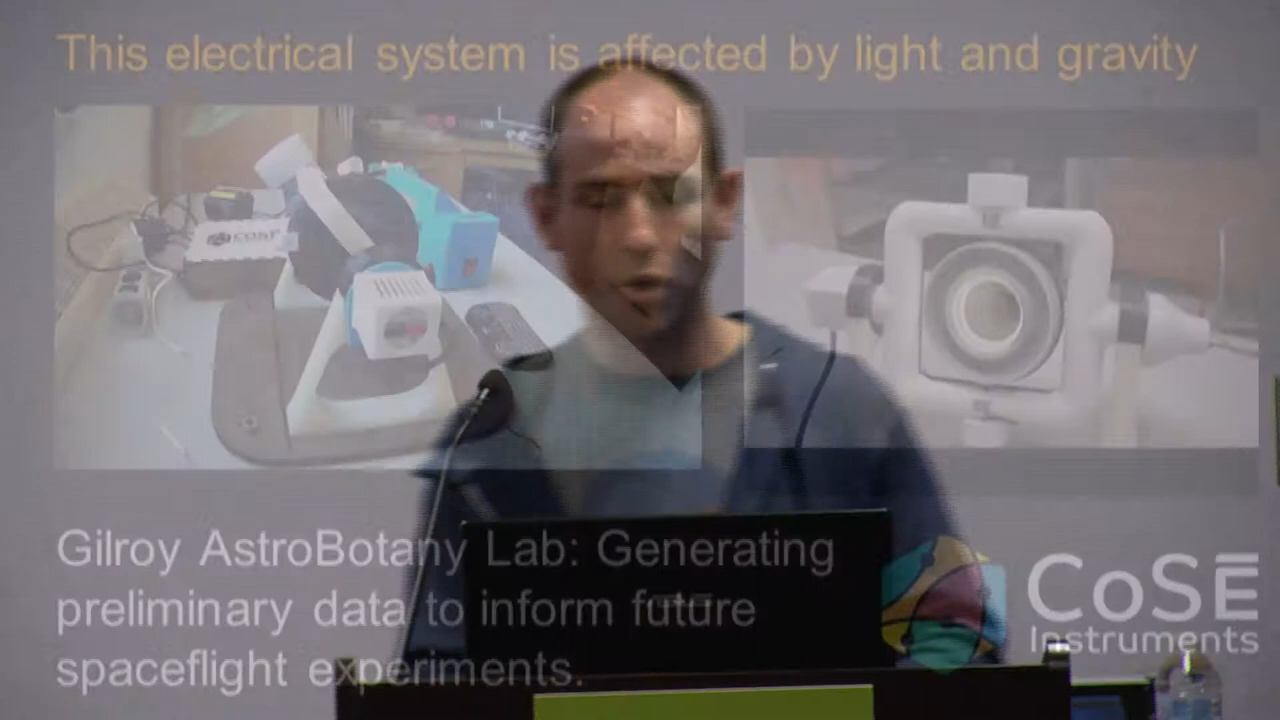 This electrical system is affected by light and gravity
COSE
Gilroy AstroBotany Lab: Generating
preliminary data to inform future
spaceflight experiments.
CoSE
Instruments